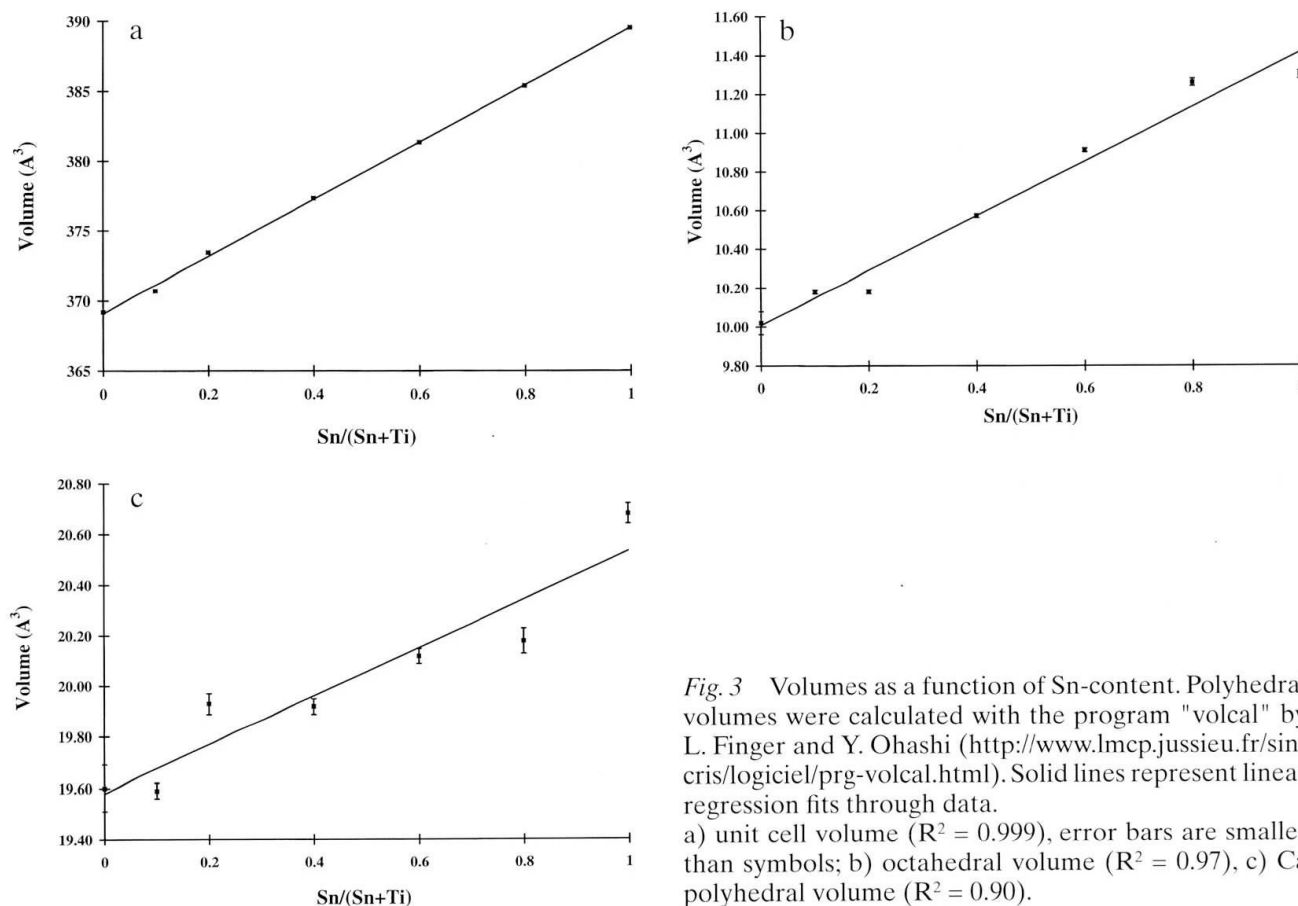 a
390
385
380
375
370
365
Volume (A³)
0
0.2
0.4
0.6
0.8
1
Sn/(Sn+Ti)
b
11.60
11.40
11.20
11.00
10.80
10.60
10.40
10.20
10.00
9.80
Volume (A³)
0
0.2
0.4
0.6
0.8
Sn/(Sn+Ti)
c
20.80
20.60
20.40
20.20
20.00
19.80
19.60
19.40
Volume (A³)
0
0.2
0.4
0.6
0.8
1
Sn/(Sn+Ti)
Fig. 3 Volumes as a function of Sn-content. Polyhedra
volumes were calculated with the program "volcal" by
L. Finger and Y. Ohashi (http://www.lmcp.jussieu.fr/sin
cris/logiciel/prg-volcal.html). Solid lines represent linea
regression fits through data.
a) unit cell volume (R² = 0.999), error bars are smalle
than symbols; b) octahedral volume (R² = 0.97), c) Ca
polyhedral volume (R² = 0.90).